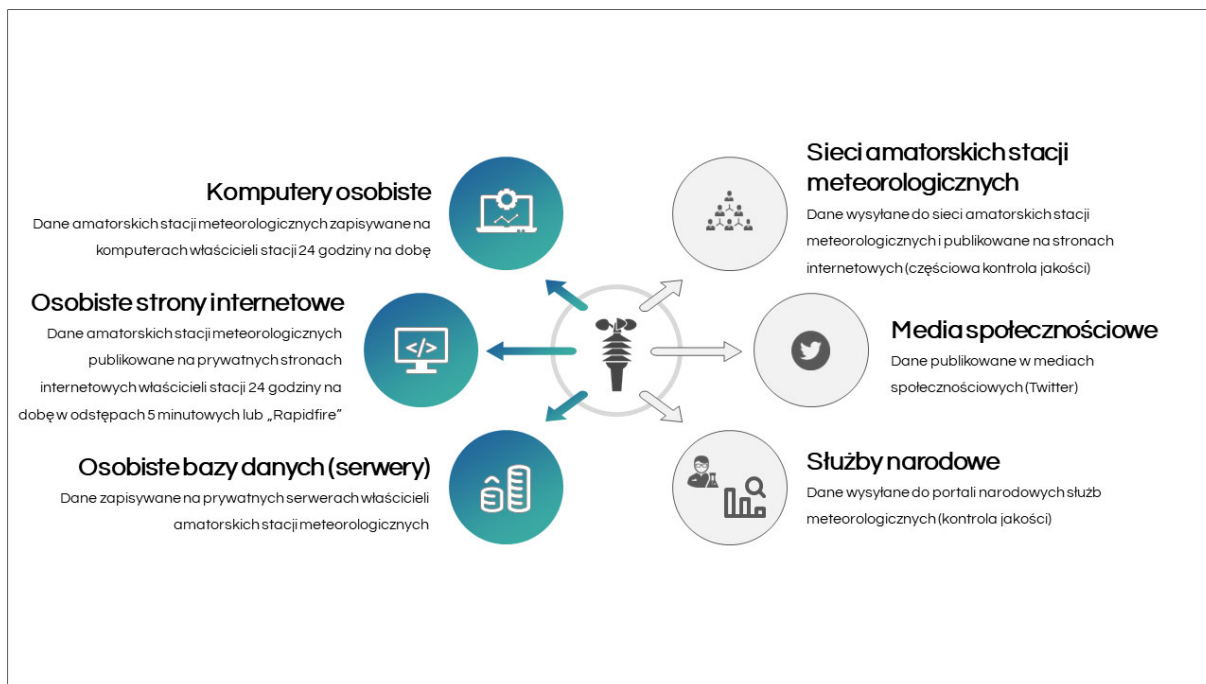 Komputery osobiste
Dane amatorskich stacji meteorologicznych zapisywane na
komputerach właścicieli stacji 24 godziny na dobę
Osobiste strony internetowe
Dane amatorskich stacji meteorologicznych
publikowane na prywatnych stronach
internetowych właścicieli stacji 24 godziny na
dobę w odstępach 5 minutowych lub „Rapidfire”
Osobiste bazy danych (serwery)
Dane zapisywane na prywatnych serwerach właścicieli
amatorskich stacji meteorologicznych
</>
Sieci amatorskich stacji
meteorologicznych
Dane wysyłane do sieci amatorskich stacji
meteorologicznych i publikowane na stronach
internetowych (częściowa kontrola jakości)
Media społecznościowe
Dane publikowane w mediach
społecznościowych (Twitter)
Służby narodowe
Dane wysyłane do portali narodowych służb
meteorologicznych (kontrola jakości)